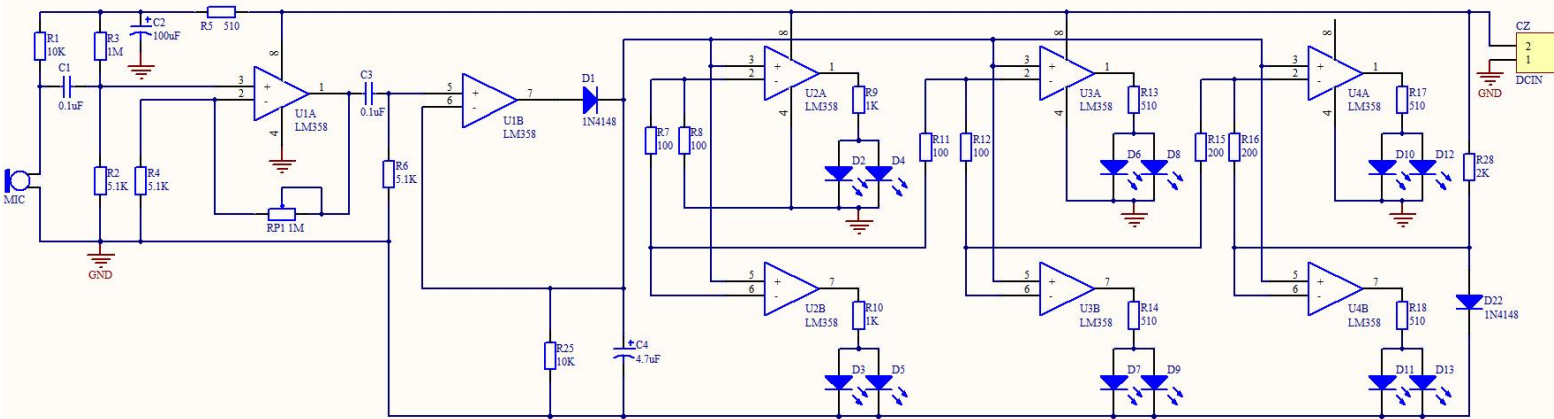 R1
10K
R3
1M
C2
100uF
R5 510
C1
0.1uF
3
2
8
1
4
U1A
LM358
C3
0.1uF
MIC
R2
5.1K
R4
5.1K
RP1 1M
R6
5.1K
GND
5
6
7
U1B
LM358
D1
1N4148
R25
10K
C4
4.7uF
3
2
8
1
4
U2A
LM358
R9
1K
R7
100
R8
100
D2
D4
5
6
7
U2B
LM358
R10
1K
D3
D5
3
2
8
1
4
U3A
LM358
R13
510
R11
100
R12
100
D6
D8
5
6
7
U3B
LM358
R14
510
D7
D9
3
2
8
1
4
U4A
LM358
R17
510
R15
200
R16
200
D10
D12
5
6
7
U4B
LM358
R18
510
D11
D13
R28
2K
D22
1N4148
CZ
2
1
DCIN
GND